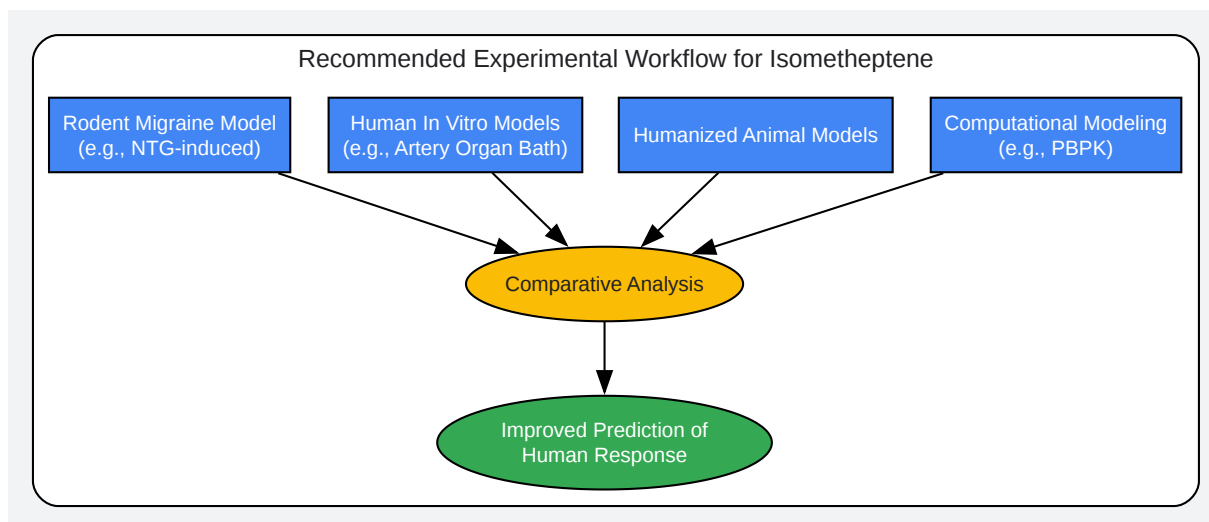 Recommended Experimental Workflow for Isometheptene
Rodent Migraine Model
(e.g., NTG-induced)
Human In Vitro Models
(e.g., Artery Organ Bath)
Humanized Animal Models
Computational Modeling
(e.g., PBPK)
Comparative Analysis
Improved Prediction of
Human Response